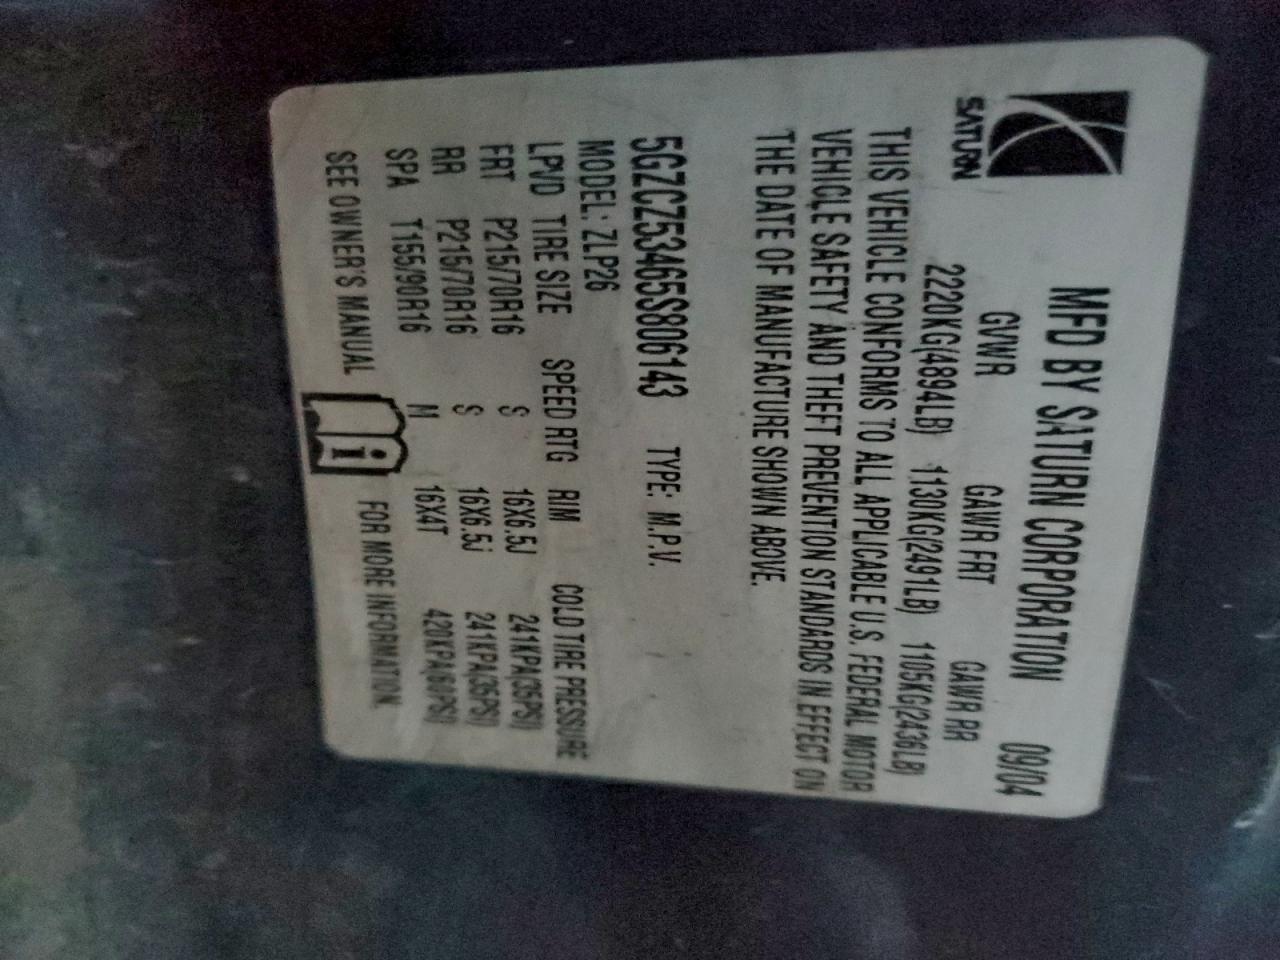 SATURN
MFD BY SATURN CORPORATION 09/04
GVWR GAWR FRT GAWR RR
2220KG(4894LB) 1130KG(2491LB) 1105KG(2436LB)
THIS VEHICLE CONFORMS TO ALL APPLICABLE U.S. FEDERAL MOTOR
VEHICLE SAFETY AND THEFT PREVENTION STANDARDS IN EFFECT ON
THE DATE OF MANUFACTURE SHOWN ABOVE.
5GZCZ53465S806143 TYPE: M.P.V.
MODEL: ZLP26
LPVD TIRE SIZE SPEED RTG RIM COLD TIRE PRESSURE
FRT P215/70R16 S 16X6.5J 241KPA(35PSI)
RR P215/70R16 S 16X6.5J 241KPA(35PSI)
SPA T155/90R16 M 16X4T 420KPA(60PSI)
SEE OWNER'S MANUAL i FOR MORE INFORMATION.